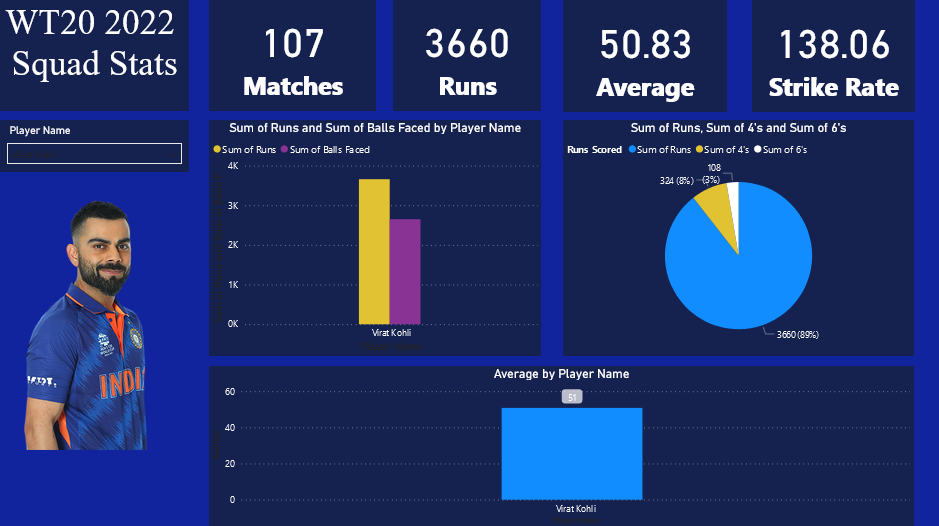 WT20 2022
Squad Stats
107
Matches
3660
Runs
50.83
Average
138.06
Strike Rate
Player Name
INDI
Sum of Runs and Sum of Balls Faced by Player Name
Sum of Runs Sum of Balls Faced
4K
3K
2K
1K
0K
Virat Kohli
Sum of Runs, Sum of 4's and Sum of 6's
Runs Scored Sum of Runs Sum of 4's Sum of 6's
108
(3%)
324 (8%)
3660 (89%)
Average by Player Name
60
51
40
20
0
Virat Kohli